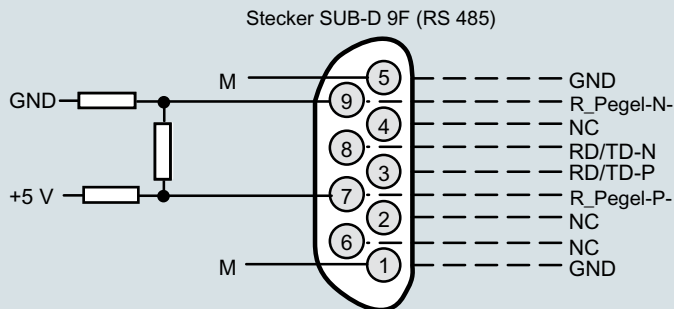 Stecker SUB-D 9F (RS 485)
M
5
GND
GND
9
R_Pegel-N-
4
NC
8
RD/TD-N
3
RD/TD-P
+5 V
7
R_Pegel-P-
2
NC
6
NC
M
1
GND